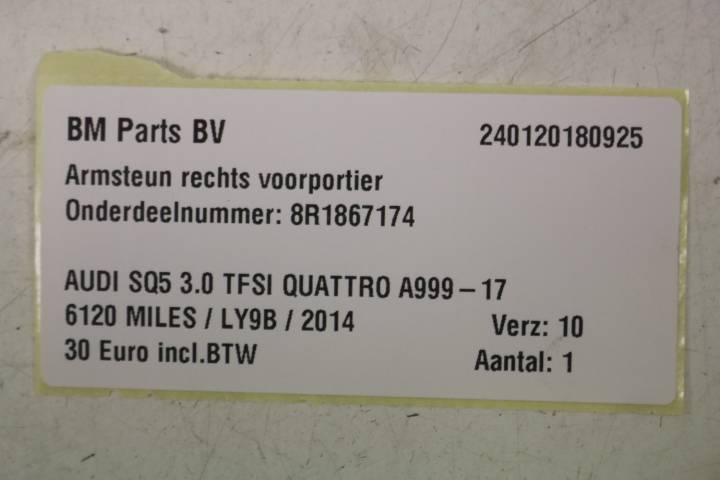 BM Parts BV 240120180925
Armsteun rechts voorportier
Onderdeelnummer: 8R1867174
AUDI SQ5 3.0 TFSI QUATTRO A999-17
6120 MILES / LY9B / 2014 Verz: 10
30 Euro incl.BTW Aantal: 1